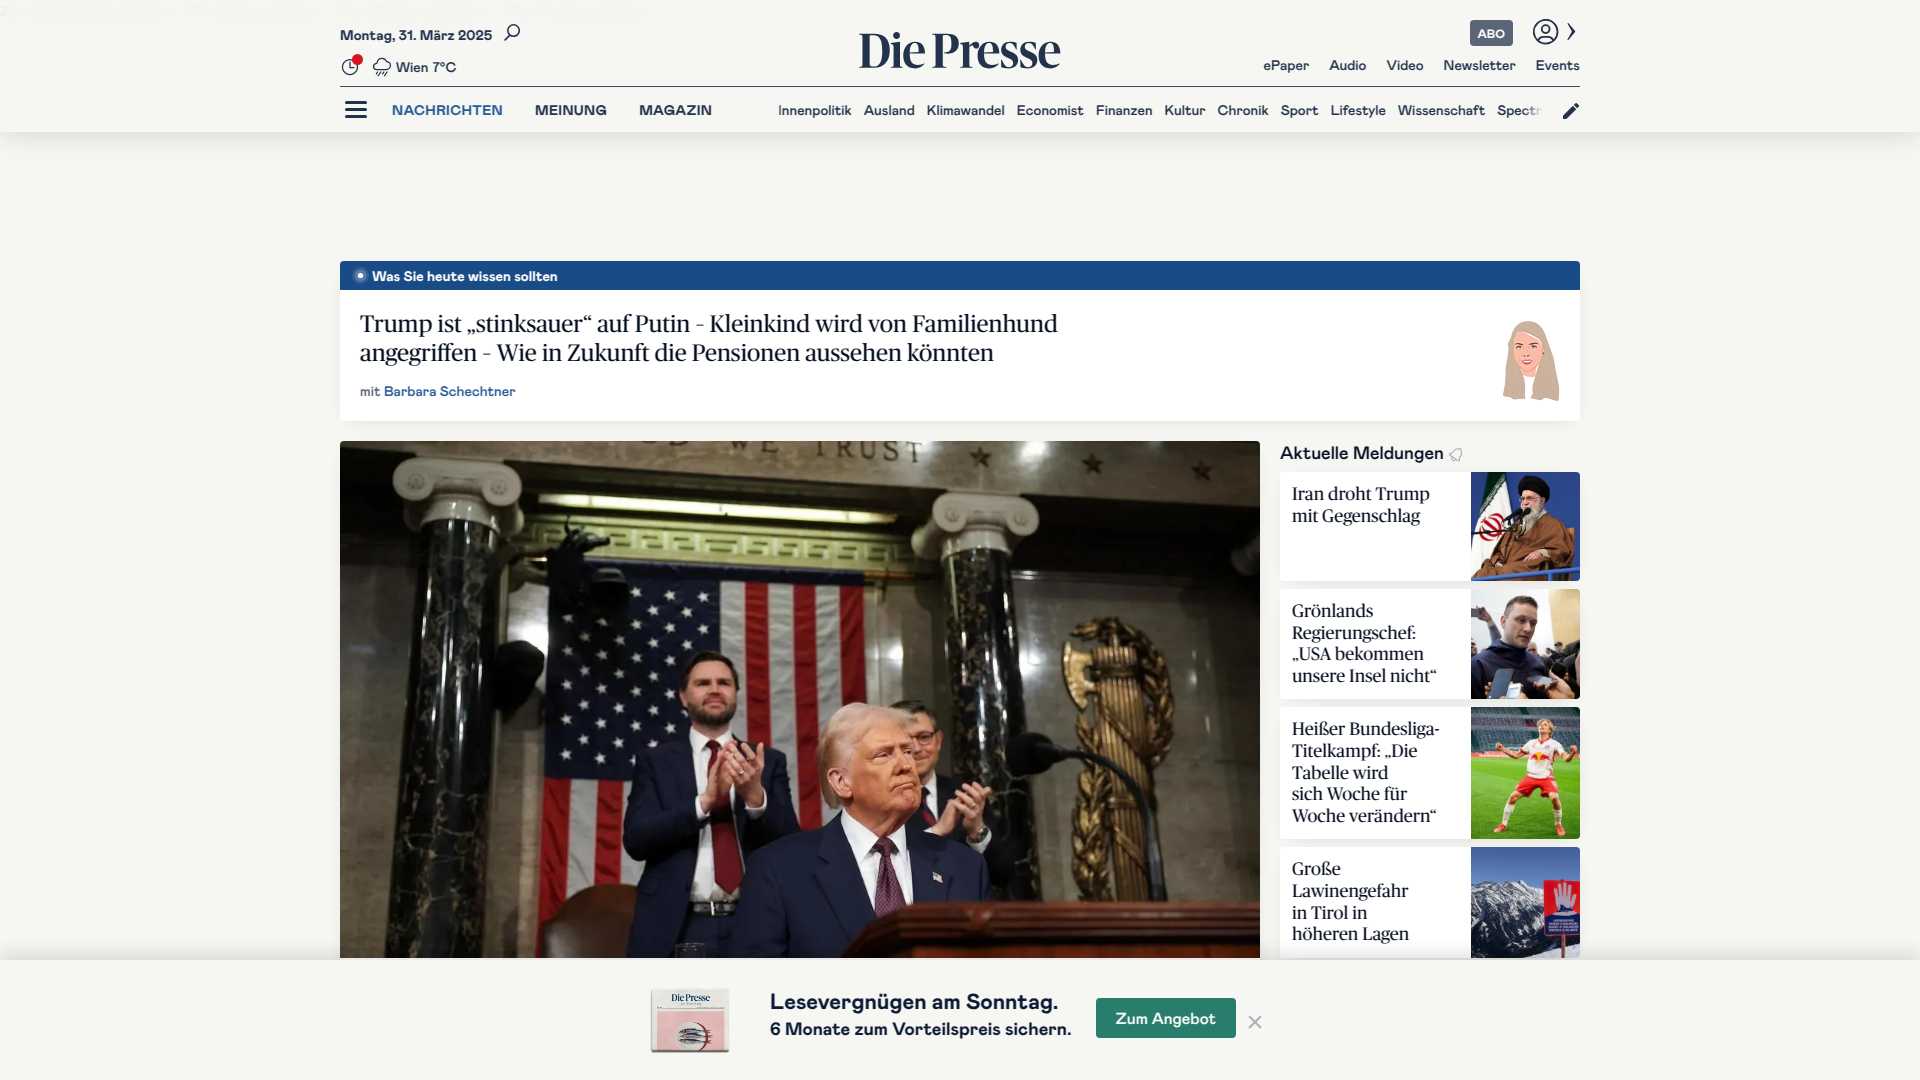 Montag, 31. März 2025
Wien 7°C
Die Presse
ABO
ePaper Audio Video Newsletter Events
NACHRICHTEN MEINUNG MAGAZIN
Innenpolitik Ausland Klimawandel Economist Finanzen Kultur Chronik Sport Lifestyle Wissenschaft Spectr
Was Sie heute wissen sollten
Trump ist „stinksauer“ auf Putin – Kleinkind wird von Familienhund
angegriffen – Wie in Zukunft die Pensionen aussehen könnten
mit Barbara Schechtner
WE TRUST
Aktuelle Meldungen
Iran droht Trump
mit Gegenschlag
Grönlands
Regierungschef:
„USA bekommen
unsere Insel nicht“
Heißer Bundesliga-
Titelkampf: „Die
Tabelle wird
sich Woche für
Woche verändern“
Große
Lawinengefahr
in Tirol in
höheren Lagen
Die Presse
Lesevergnügen am Sonntag.
6 Monate zum Vorteilspreis sichern.
Zum Angebot